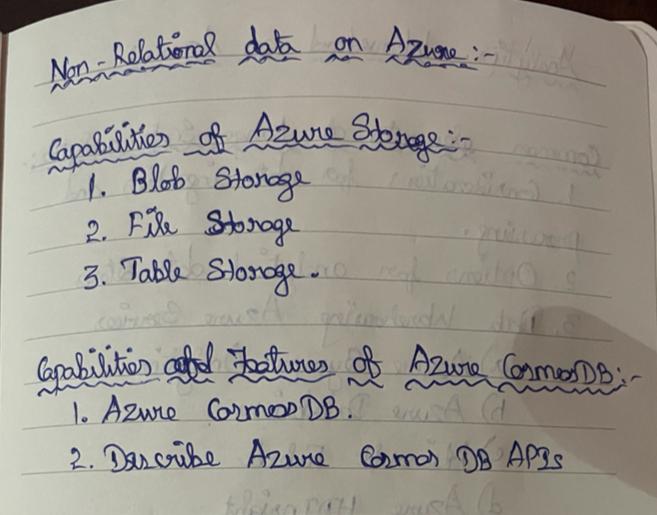 Non-Relational data on Azure:-
Capabilities of Azure Storage:-
1. Blob Storage
2. File Storage
3. Table Storage.
Capabilities and Features of Azure CosmosDB:-
1. Azure CosmosDB.
2. Describe Azure Cosmos DB APIs